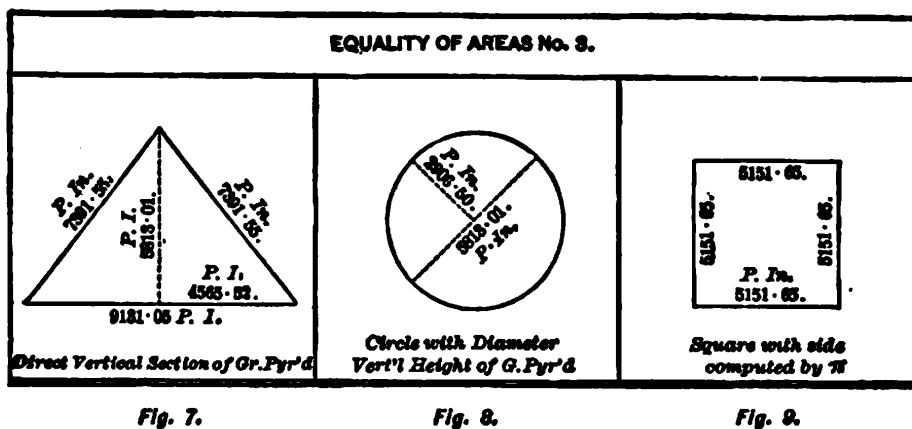 EQUALITY OF AREAS No. 3.
P. In.
7391·55.
P. I.
5813·01.
P. In.
7391·55.
P. I.
4565·52.
9131·05 P. I.
Direct Vertical Section of Gr.Pyr'd
P. In.
2906·50.
5813·01.
P. In.
Circle with Diameter
Vert'l Height of G.Pyr'd
5151·65.
5151·65.
5151·65.
P. In.
5151·65.
Square with side
computed by π
Fig. 7.
Fig. 8.
Fig. 9.